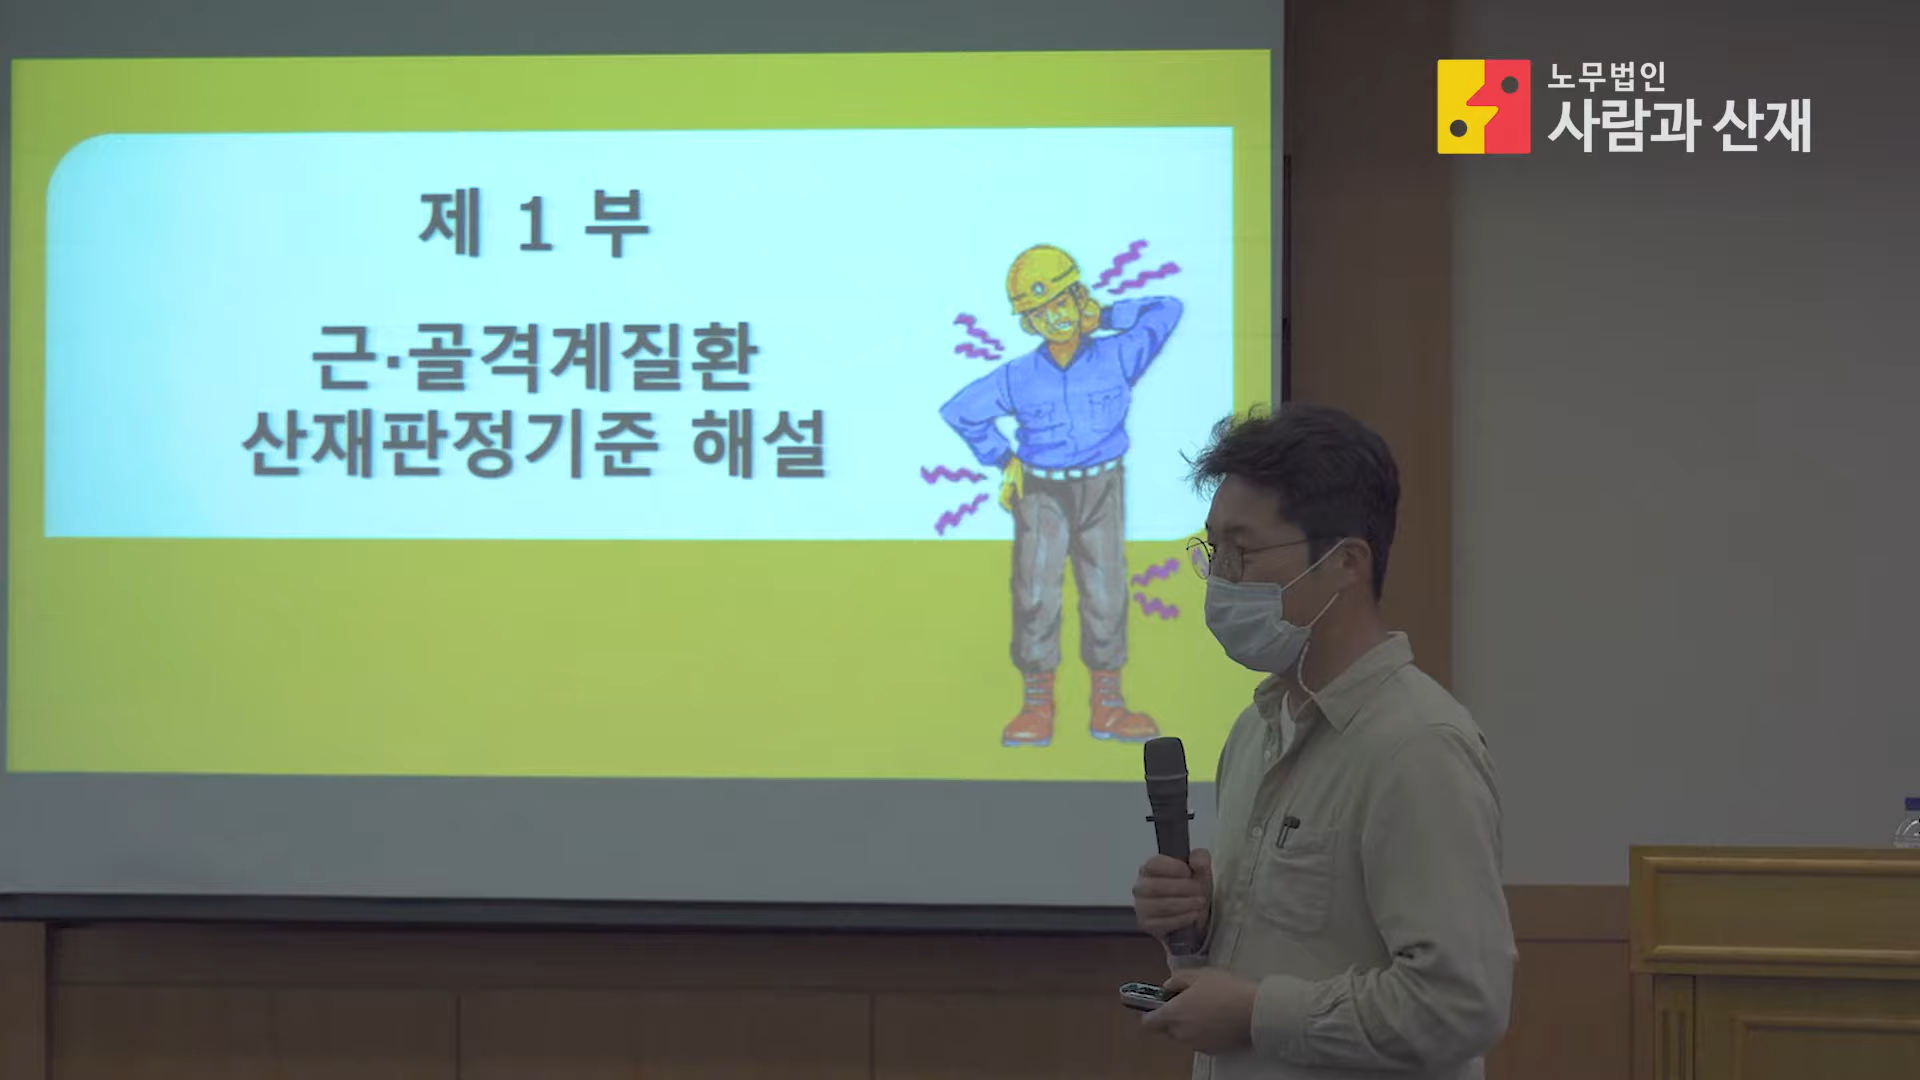 제 1 부
근·골격계질환
산재판정기준 해설
노무법인
사람과 산재